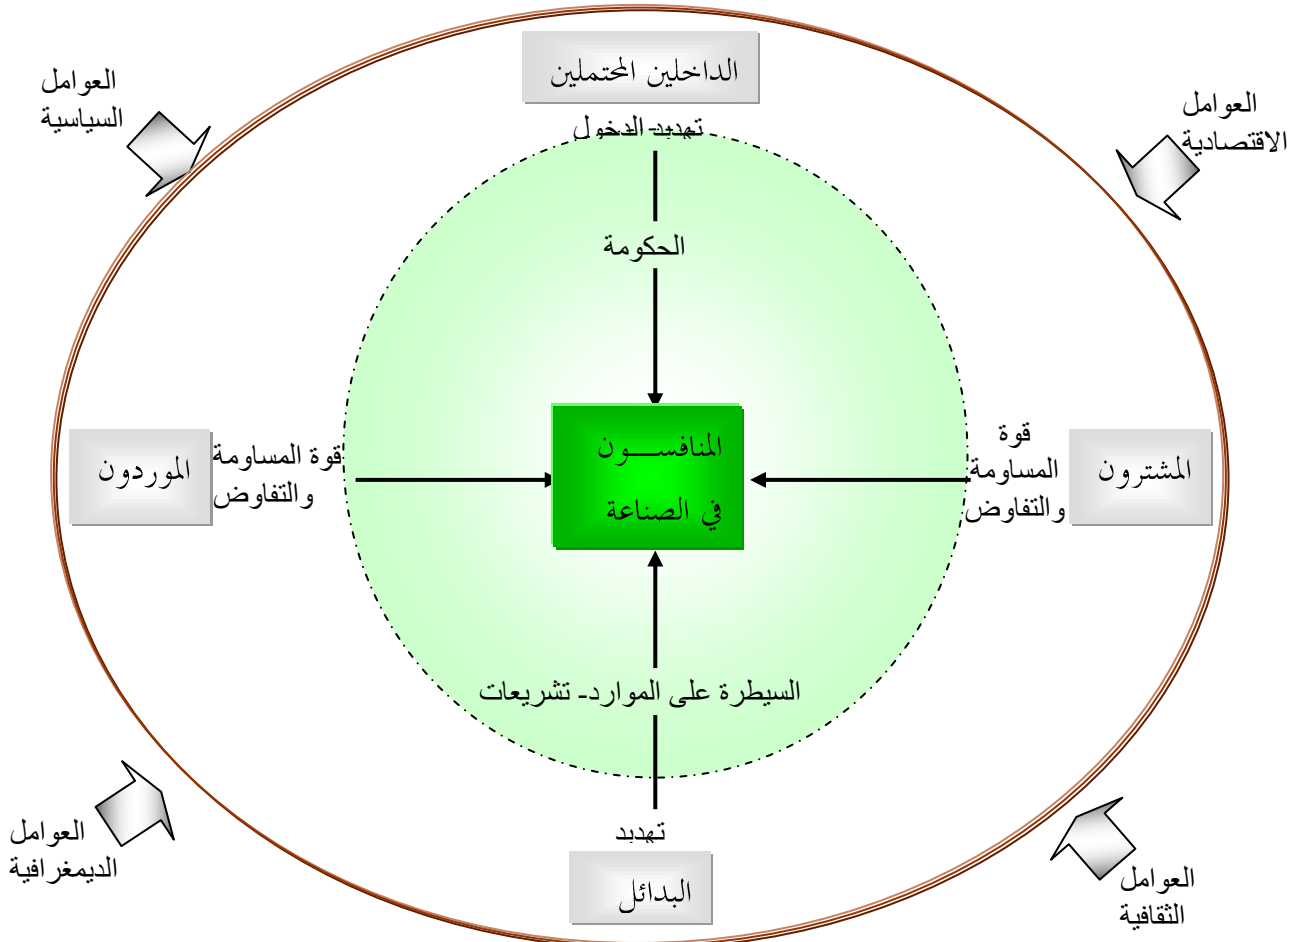 الداخلين المحتملين
تهديد الدخول
العوامل
الاقتصادية
العوامل
السياسية
الحكومة
المشترون
قوة
المساومة
والتفاوض
المنافســـون
في الصناعة
قوة المساومة
والتفاوض
الموردون
السيطرة على الموارد- تشريعات
تهديد
البدائل
العوامل
الثقافية
العوامل
الديمغرافية